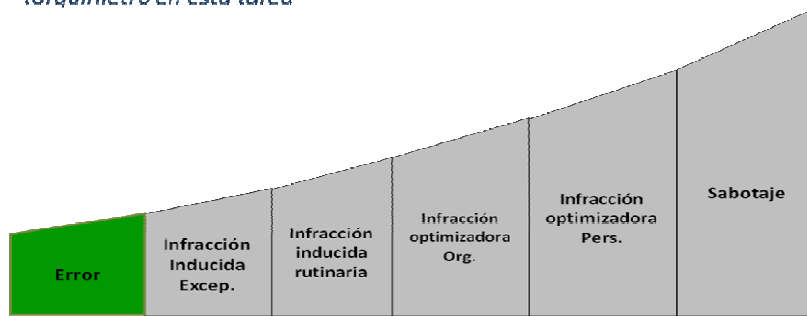 torquímetro en esta tarea
Error
Infracción
Inducida
Excep.
Infracción
inducida
rutinaria
Infracción
optimizadora
Org.
Infracción
optimizadora
Pers.
Sabotaje